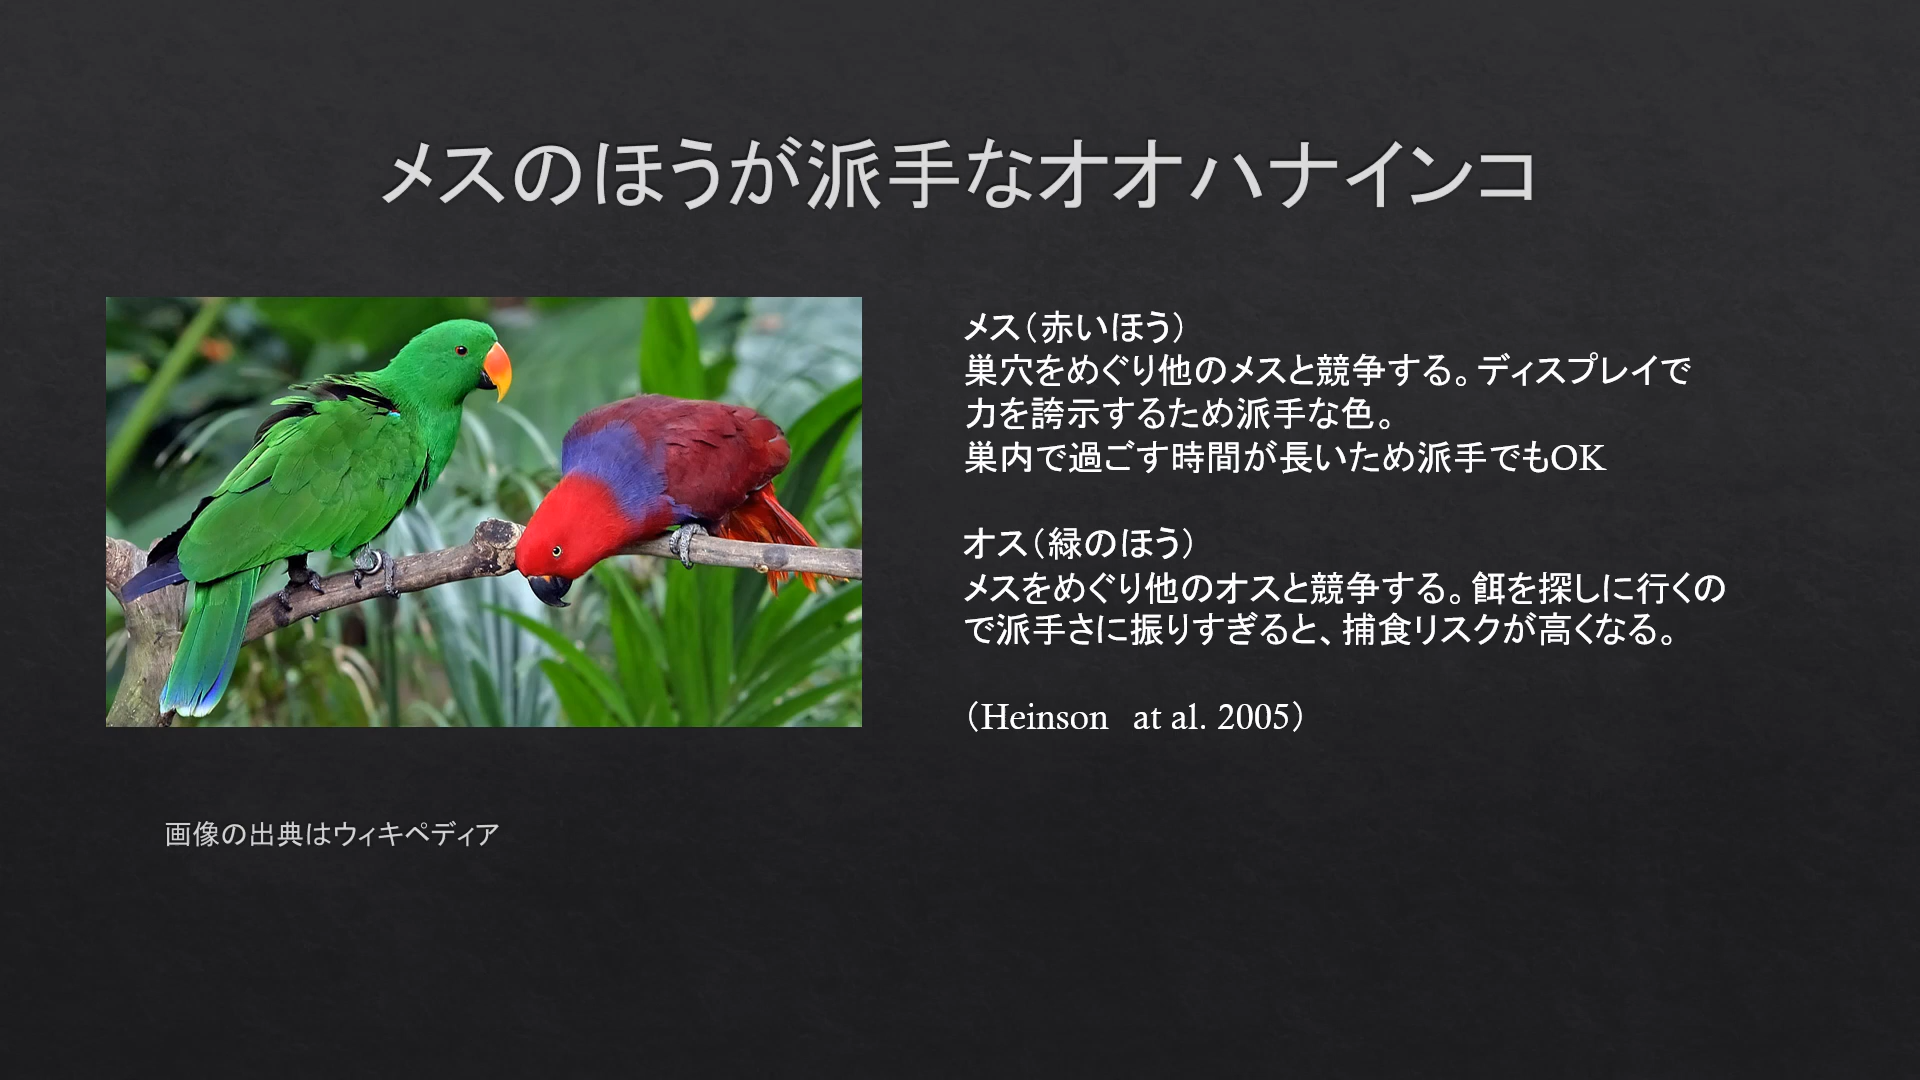 メスのほうが派手なオオハナインコ
メス（赤いほう）
巣穴をめぐり他のメスと競争する。ディスプレイで
力を誇示するため派手な色。
巣内で過ごす時間が長いため派手でもOK
オス（緑のほう）
メスをめぐり他のオスと競争する。餌を探しに行くの
で派手さに振りすぎると、捕食リスクが高くなる。
（Heinson　at al. 2005）
画像の出典はウィキペディア